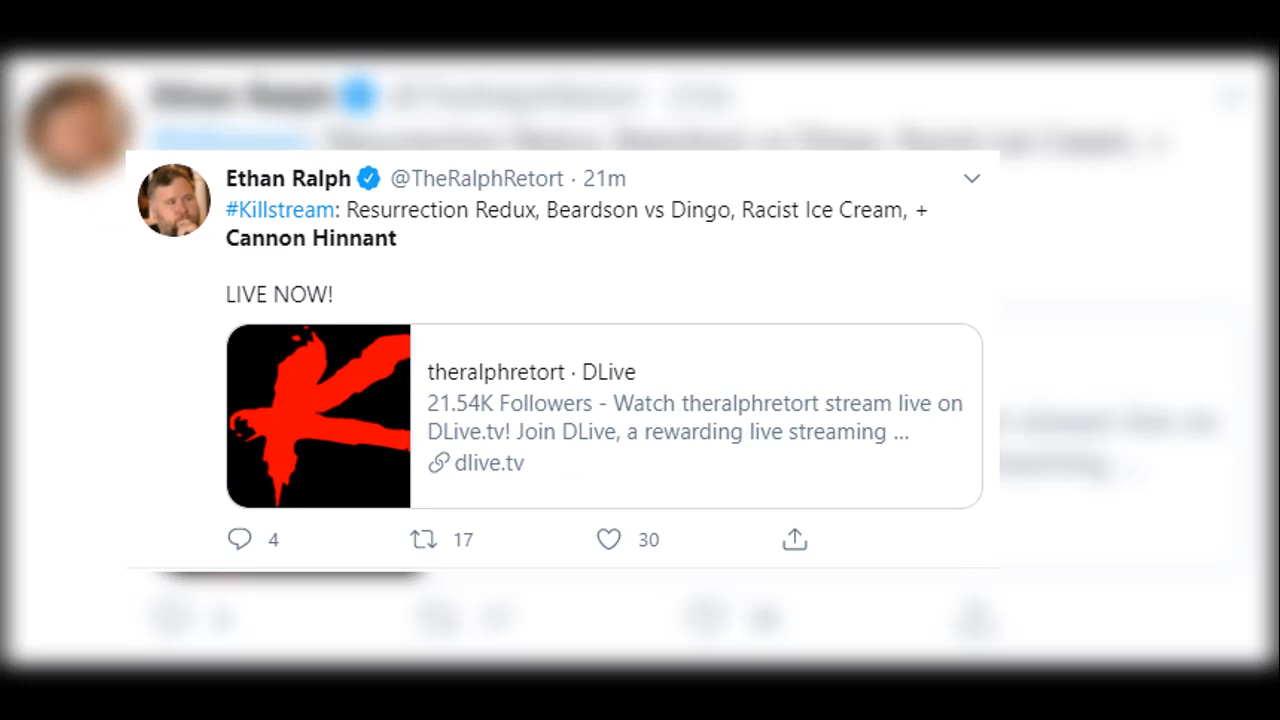 Ethan Ralph @TheRalphRetort · 21m
#Killstream: Resurrection Redux, Beardson vs Dingo, Racist Ice Cream, +
Cannon Hinnant
LIVE NOW!
theralphretort · DLive
21.54K Followers - Watch theralphretort stream live on
DLive.tv! Join DLive, a rewarding live streaming ...
dlive.tv
4 17 30